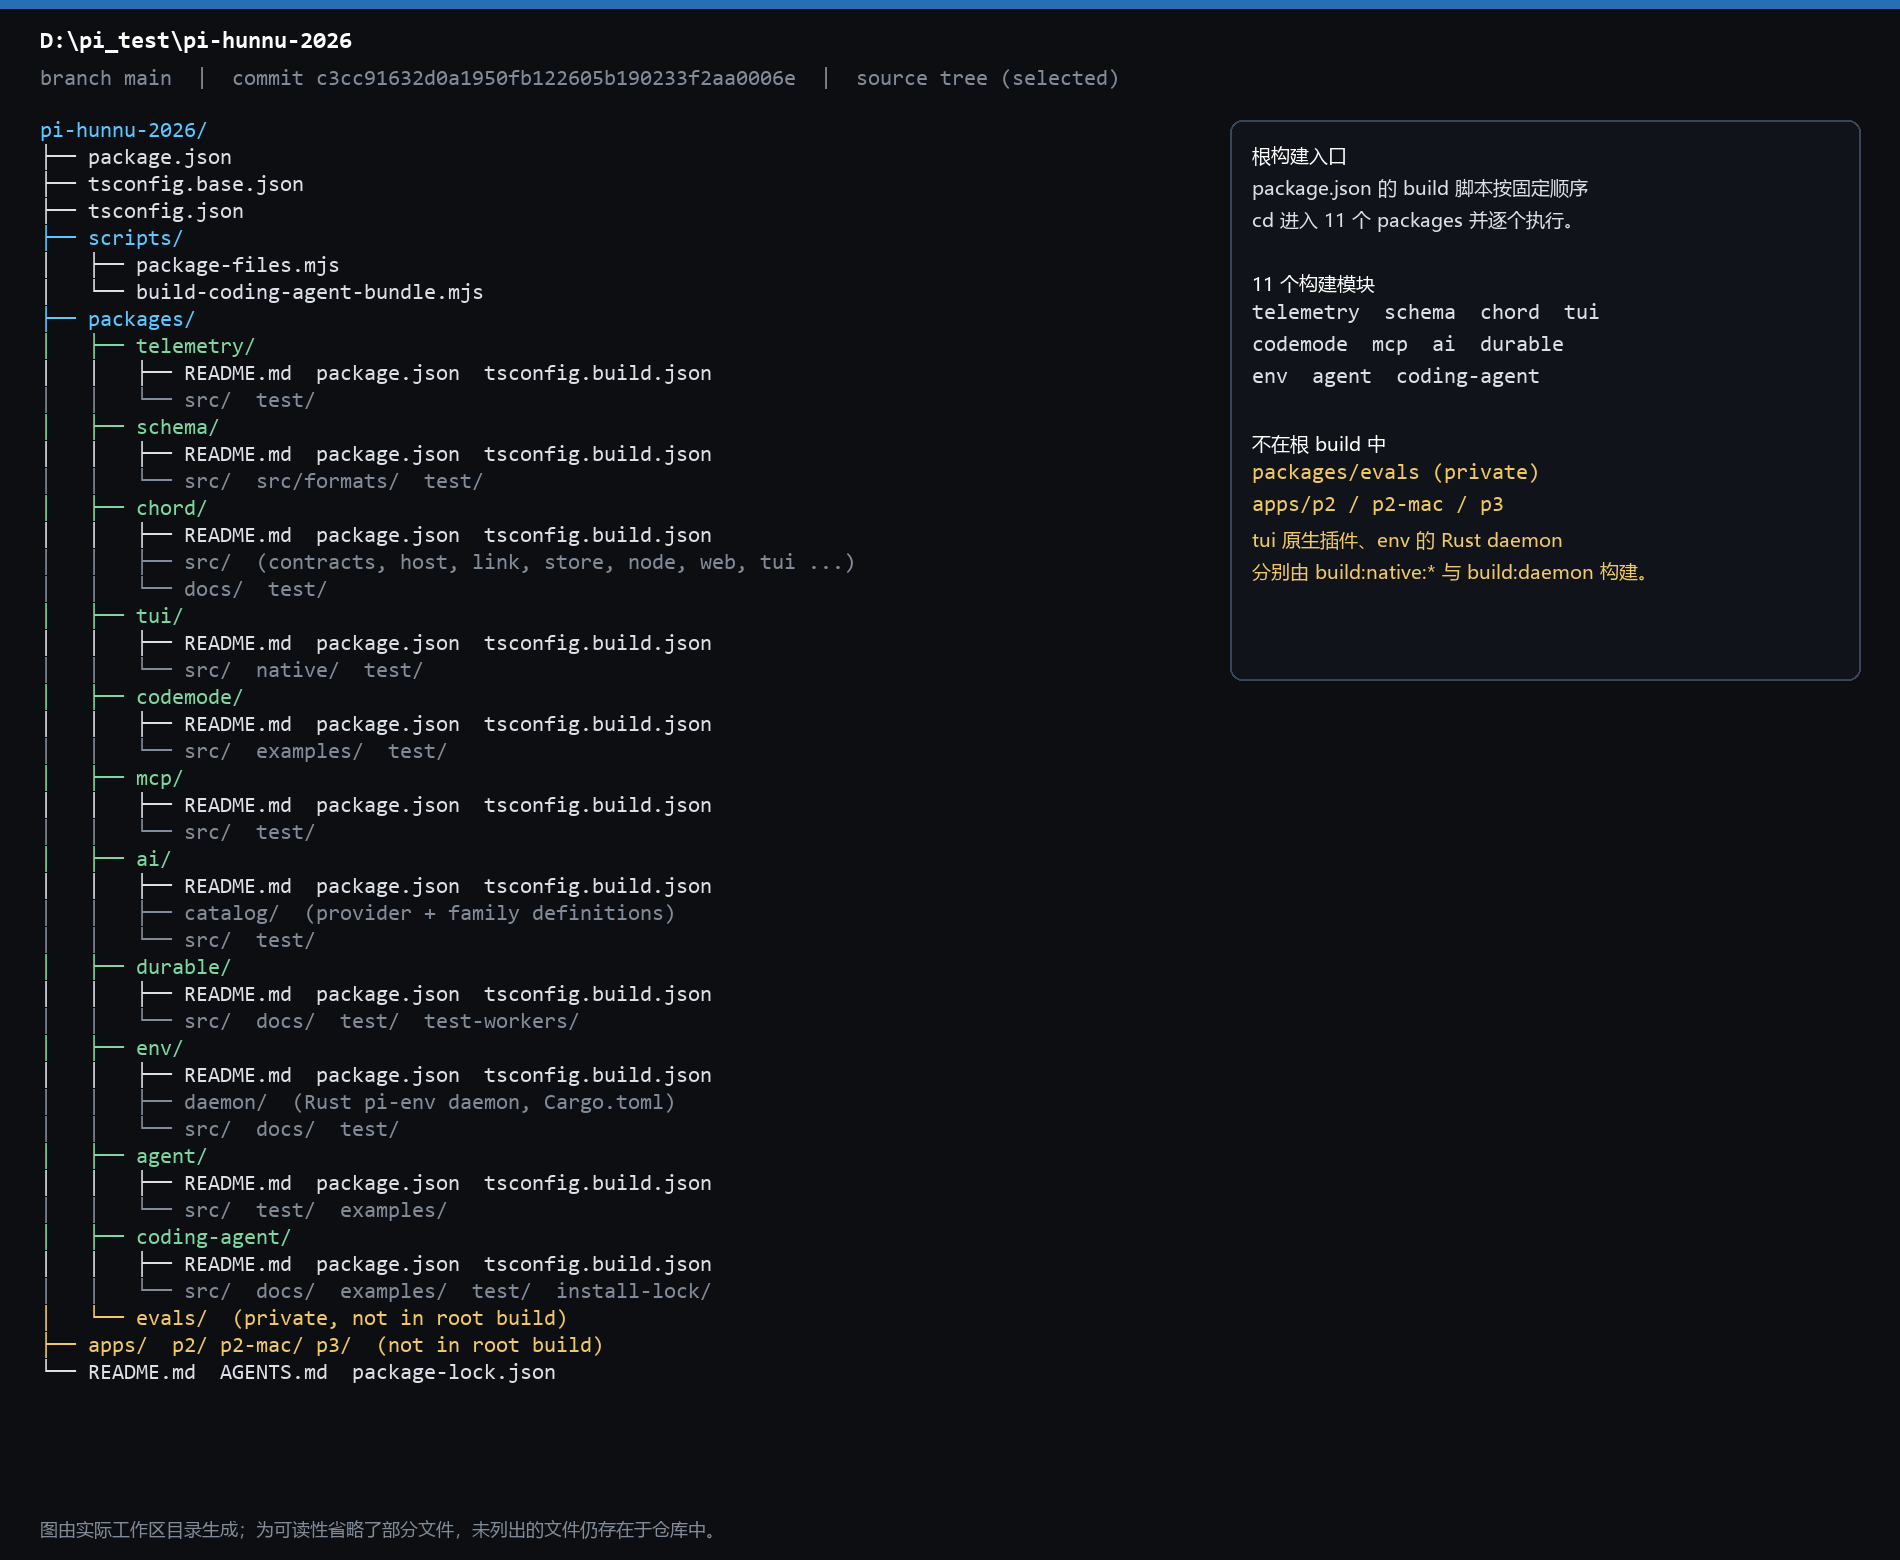 D:\pi_test\pi-hunnu-2026
branch main │ commit c3cc91632d0a1950fb122605b190233f2aa0006e │ source tree (selected)
pi-hunnu-2026/
├── package.json
├── tsconfig.base.json
├── tsconfig.json
├── scripts/
│   ├── package-files.mjs
│   └── build-coding-agent-bundle.mjs
├── packages/
│   ├── telemetry/
│   │   ├── README.md  package.json  tsconfig.build.json
│   │   └── src/  test/
│   ├── schema/
│   │   ├── README.md  package.json  tsconfig.build.json
│   │   └── src/  src/formats/  test/
│   ├── chord/
│   │   ├── README.md  package.json  tsconfig.build.json
│   │   ├── src/  (contracts, host, link, store, node, web, tui ...)
│   │   └── docs/  test/
│   ├── tui/
│   │   ├── README.md  package.json  tsconfig.build.json
│   │   └── src/  native/  test/
│   ├── codemode/
│   │   ├── README.md  package.json  tsconfig.build.json
│   │   └── src/  examples/  test/
│   ├── mcp/
│   │   ├── README.md  package.json  tsconfig.build.json
│   │   └── src/  test/
│   ├── ai/
│   │   ├── README.md  package.json  tsconfig.build.json
│   │   ├── catalog/  (provider + family definitions)
│   │   └── src/  test/
│   ├── durable/
│   │   ├── README.md  package.json  tsconfig.build.json
│   │   └── src/  docs/  test/  test-workers/
│   ├── env/
│   │   ├── README.md  package.json  tsconfig.build.json
│   │   ├── daemon/  (Rust pi-env daemon, Cargo.toml)
│   │   └── src/  docs/  test/
│   ├── agent/
│   │   ├── README.md  package.json  tsconfig.build.json
│   │   └── src/  test/  examples/
│   ├── coding-agent/
│   │   ├── README.md  package.json  tsconfig.build.json
│   │   └── src/  docs/  examples/  test/  install-lock/
│   └── evals/  (private, not in root build)
├── apps/  p2/ p2-mac/ p3/  (not in root build)
└── README.md  AGENTS.md  package-lock.json
根构建入口
package.json 的 build 脚本按固定顺序
cd 进入 11 个 packages 并逐个执行。
11 个构建模块
telemetry  schema  chord  tui
codemode  mcp  ai  durable
env  agent  coding-agent
不在根 build 中
packages/evals (private)
apps/p2 / p2-mac / p3
tui 原生插件、env 的 Rust daemon
分别由 build:native:* 与 build:daemon 构建。
图由实际工作区目录生成；为可读性省略了部分文件，未列出的文件仍存在于仓库中。